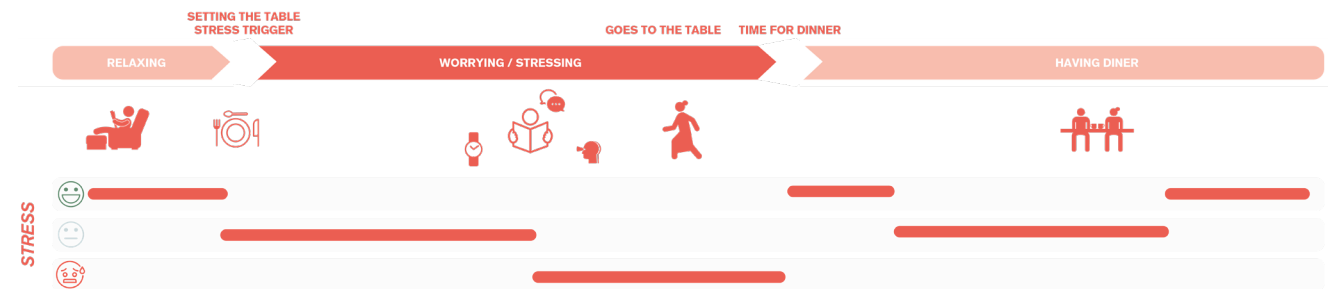 SETTING THE TABLE
STRESS TRIGGER
GOES TO THE TABLE
TIME FOR DINNER
RELAXING
WORRYING / STRESSING
HAVING DINER
STRESS